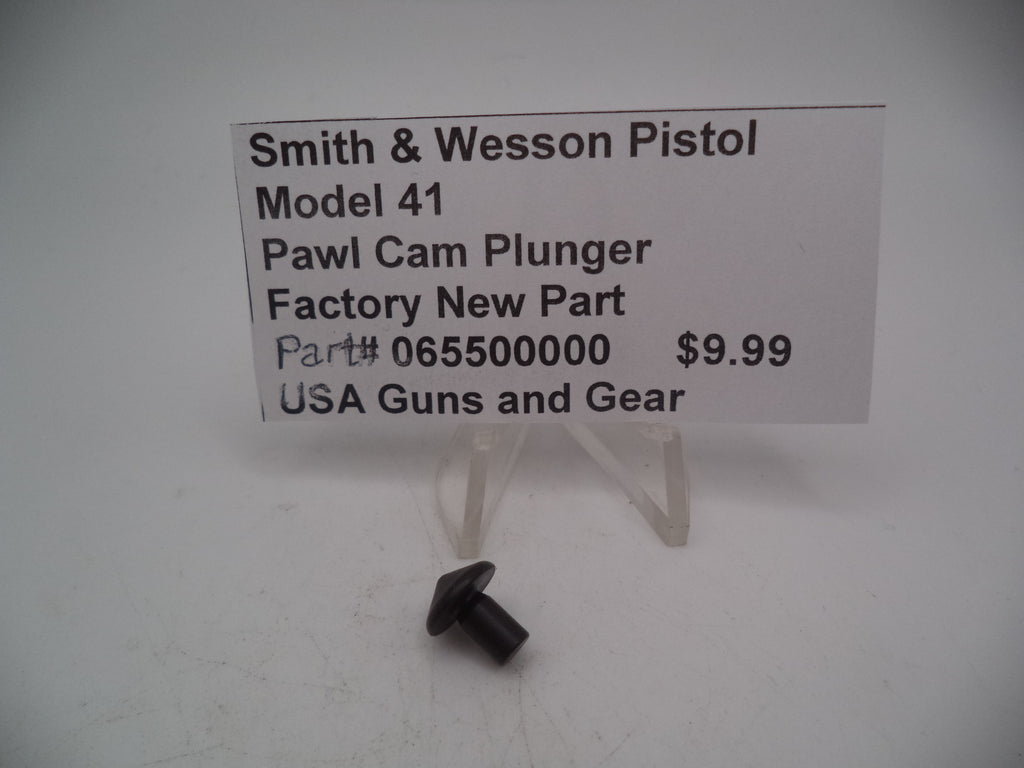 Smith & Wesson Pistol
Model 41
Pawl Cam Plunger
Factory New Part
Part# 065500000 $9.99
USA Guns and Gear